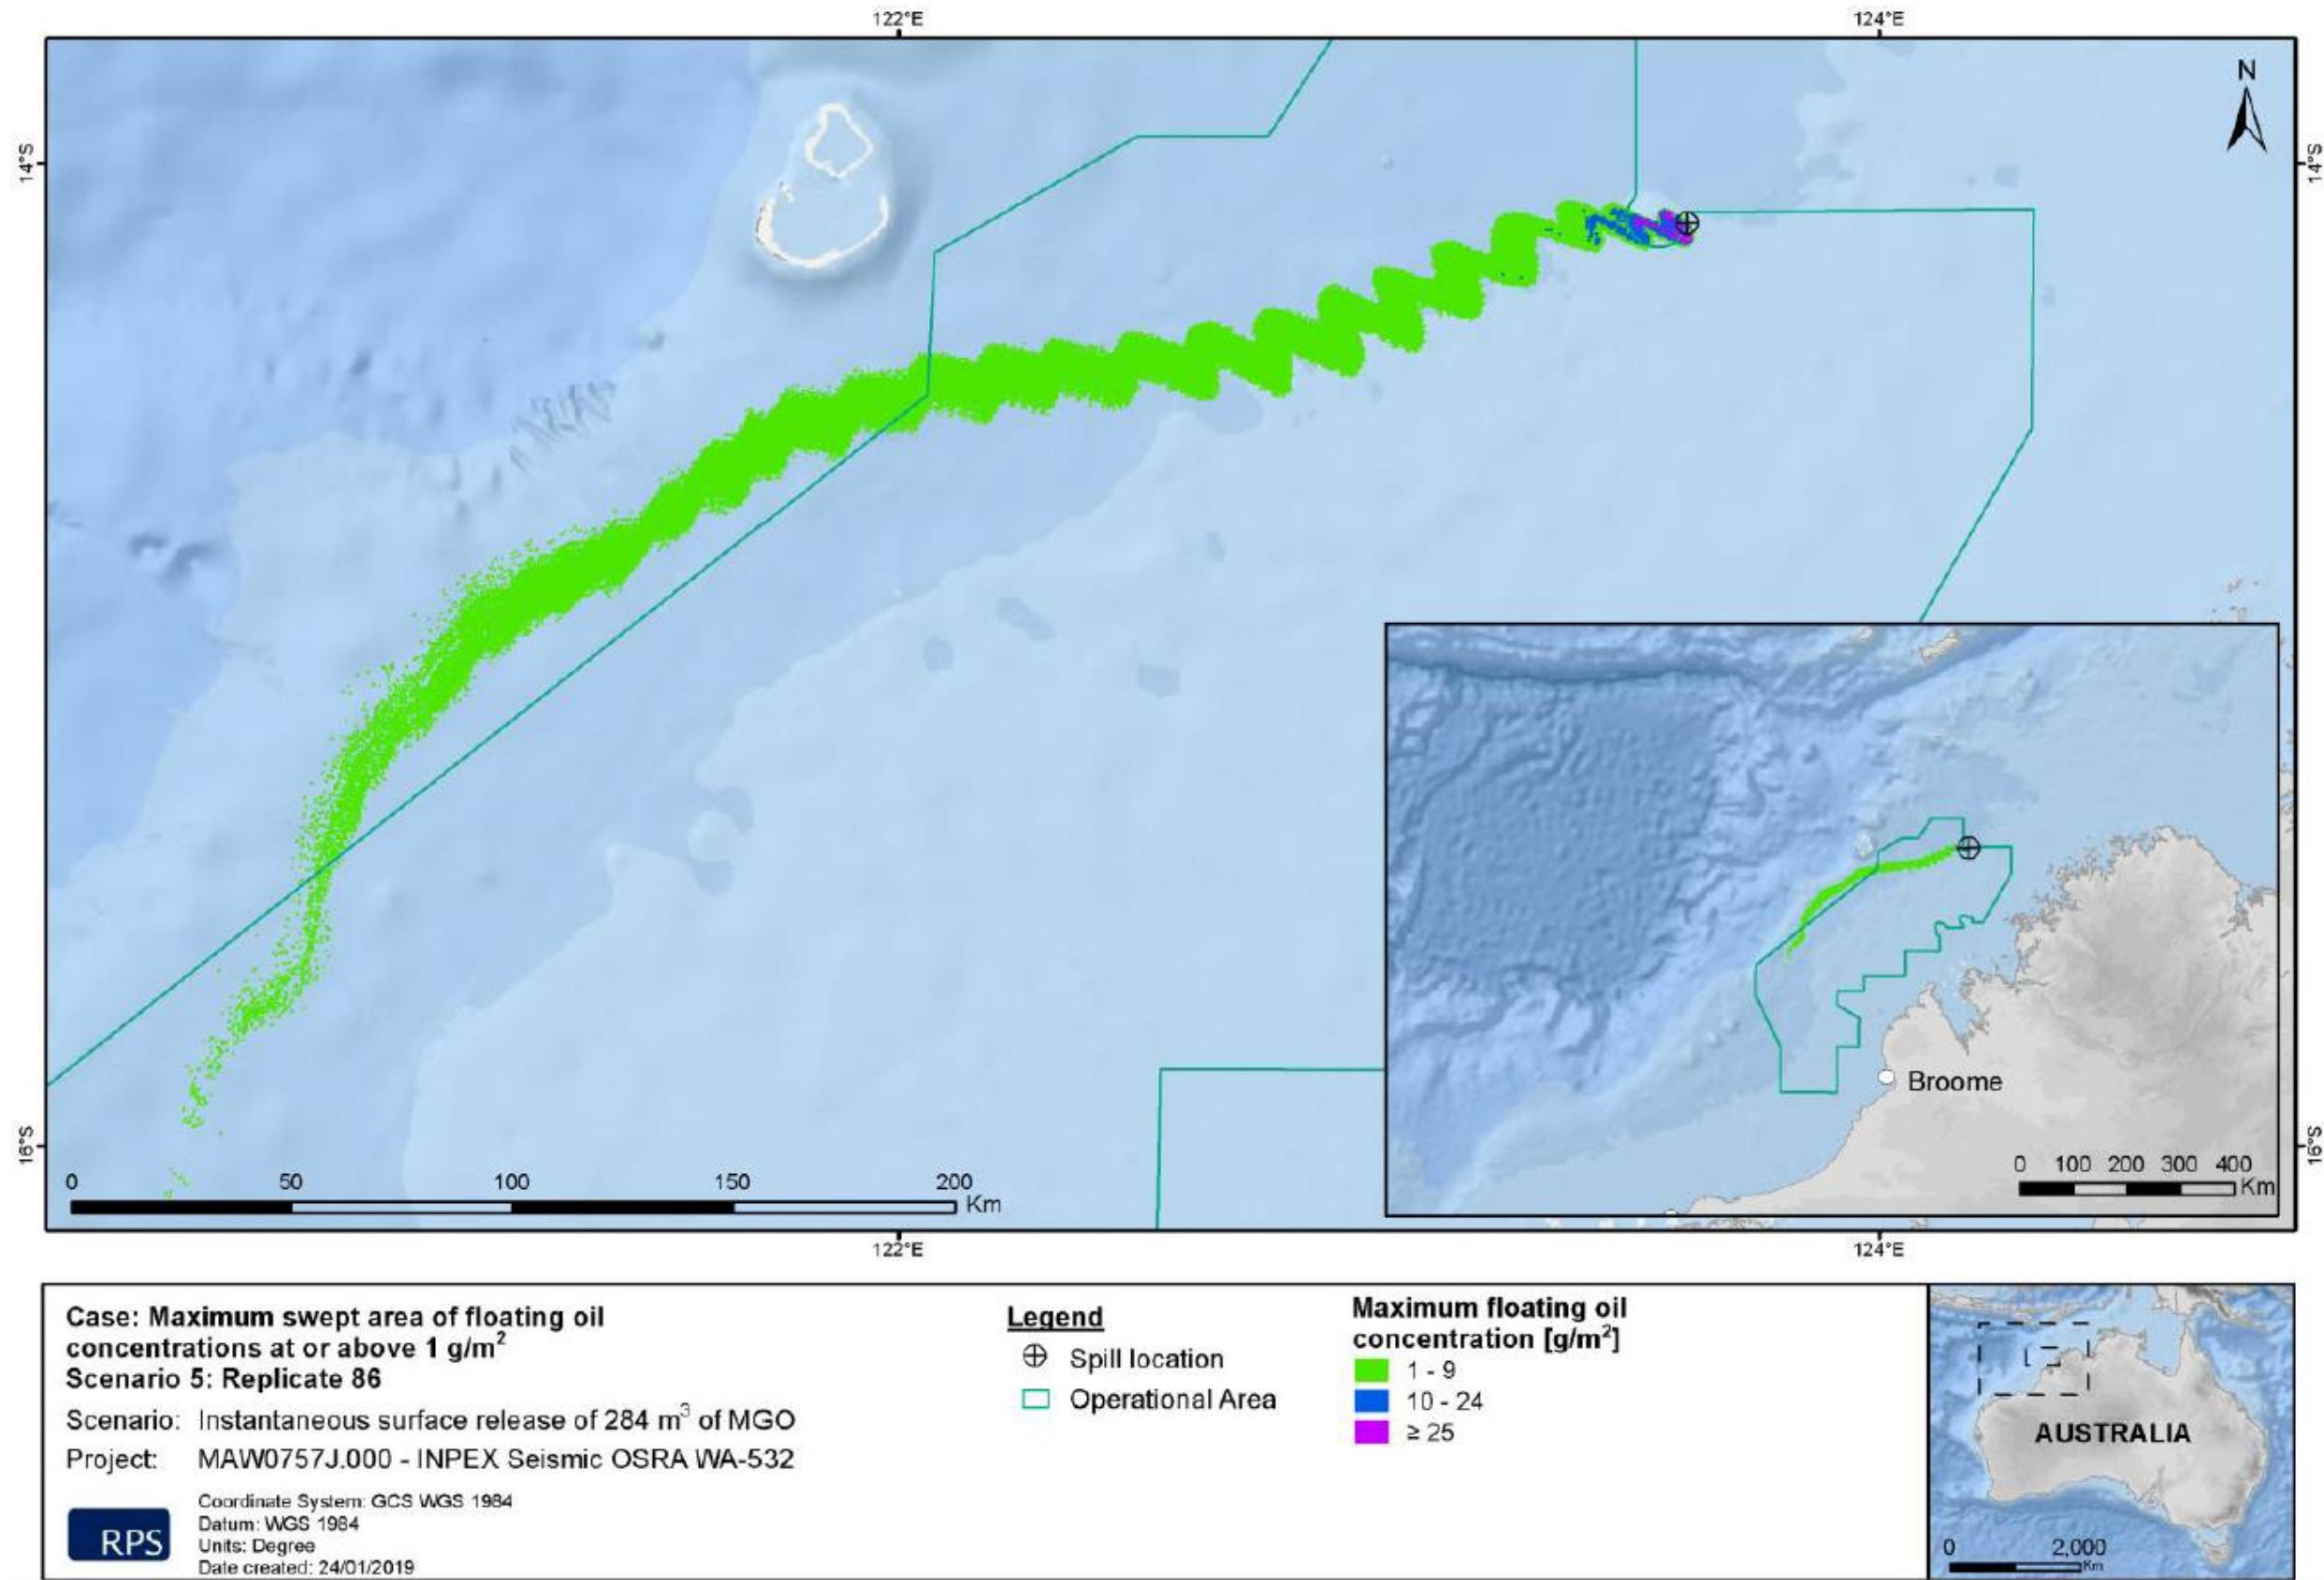 122°E
124°E
N
14°S
14°S
16°S
16°S
0 50 100 150 200
Km
Broome
0 100 200 300 400
Km
122°E
124°E
Case: Maximum swept area of floating oil
concentrations at or above 1 g/m²
Scenario 5: Replicate 86
Scenario: Instantaneous surface release of 284 m³ of MGO
Project: MAW0757J.000 - INPEX Seismic OSRA WA-532
RPS
Coordinate System: GCS WGS 1984
Datum: WGS 1984
Units: Degree
Date created: 24/01/2019
Legend
Spill location
Operational Area
Maximum floating oil
concentration [g/m²]
1 - 9
10 - 24
≥ 25
AUSTRALIA
0 2,000
Km